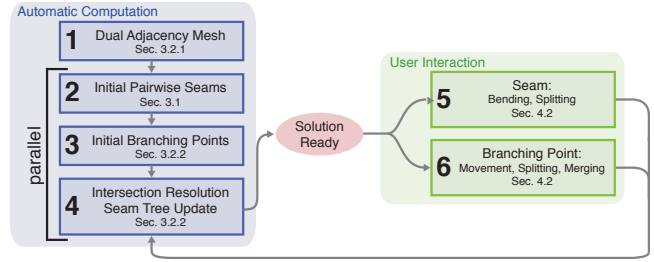 Automatic Computation
parallel
1
Dual Adjacency Mesh
Sec. 3.2.1
2
Initial Pairwise Seams
Sec. 3.1
3
Initial Branching Points
Sec. 3.2.2
4
Intersection Resolution
Seam Tree Update
Sec. 3.2.2
Solution
Ready
User Interaction
5
Seam:
Bending, Splitting
Sec. 4.2
6
Branching Point:
Movement, Splitting, Merging
Sec. 4.2